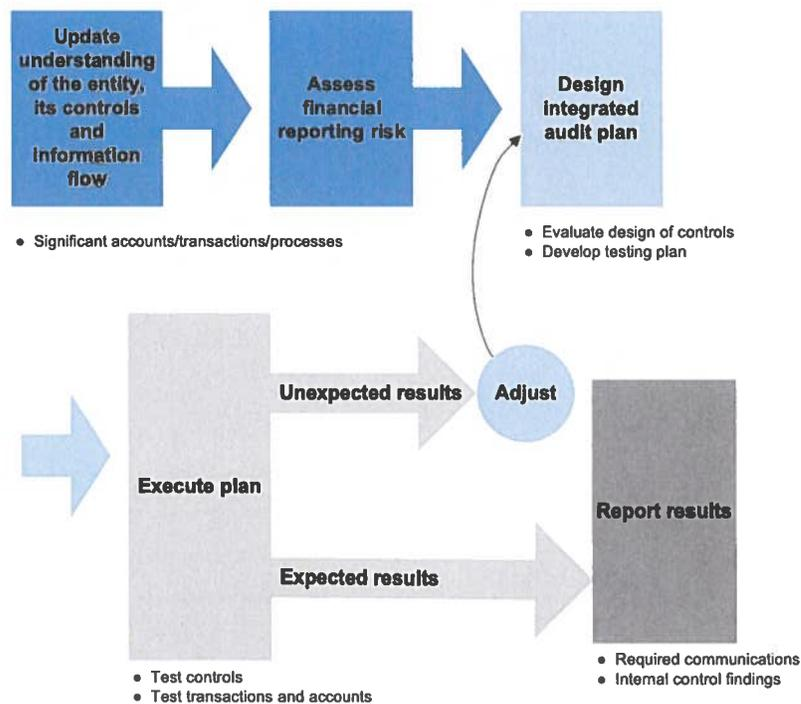 Update
understanding
of the entity,
its controls
and
information
flow
Assess
financial
reporting risk
Design
integrated
audit plan
● Significant accounts/transactions/processes
● Evaluate design of controls
● Develop testing plan
Unexpected results
Adjust
Execute plan
Report results
Expected results
● Test controls
● Test transactions and accounts
● Required communications
● Internal control findings